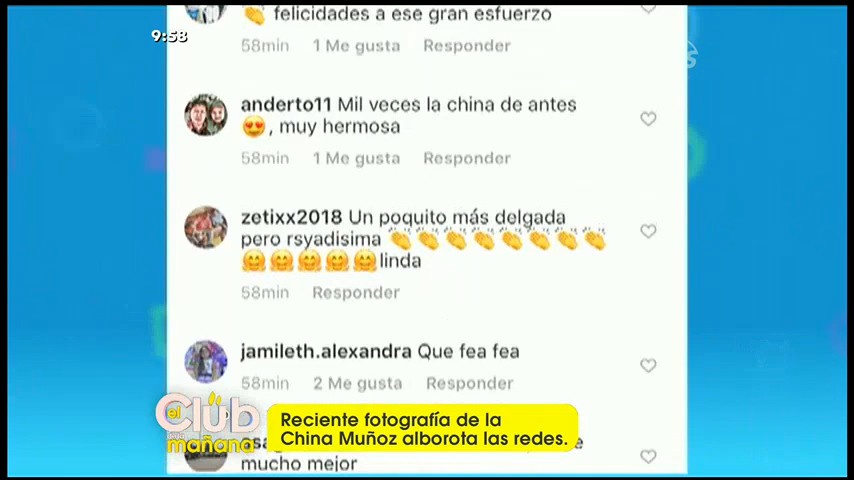 👏 felicidades a ese gran esfuerzo
9:58
58min 1 Me gusta Responder
anderto11 Mil veces la china de antes
😍, muy hermosa
58min 1 Me gusta Responder
zetixx2018 Un poquito más delgada
pero rsyadisima 👏👏👏👏👏👏👏👏
🤗🤗🤗🤗🤗linda
58min Responder
jamileth.alexandra Que fea fea
58min 2 Me gusta Responder
el Club
de la mañana
Reciente fotografía de la
China Muñoz alborota las redes.
mucho mejor